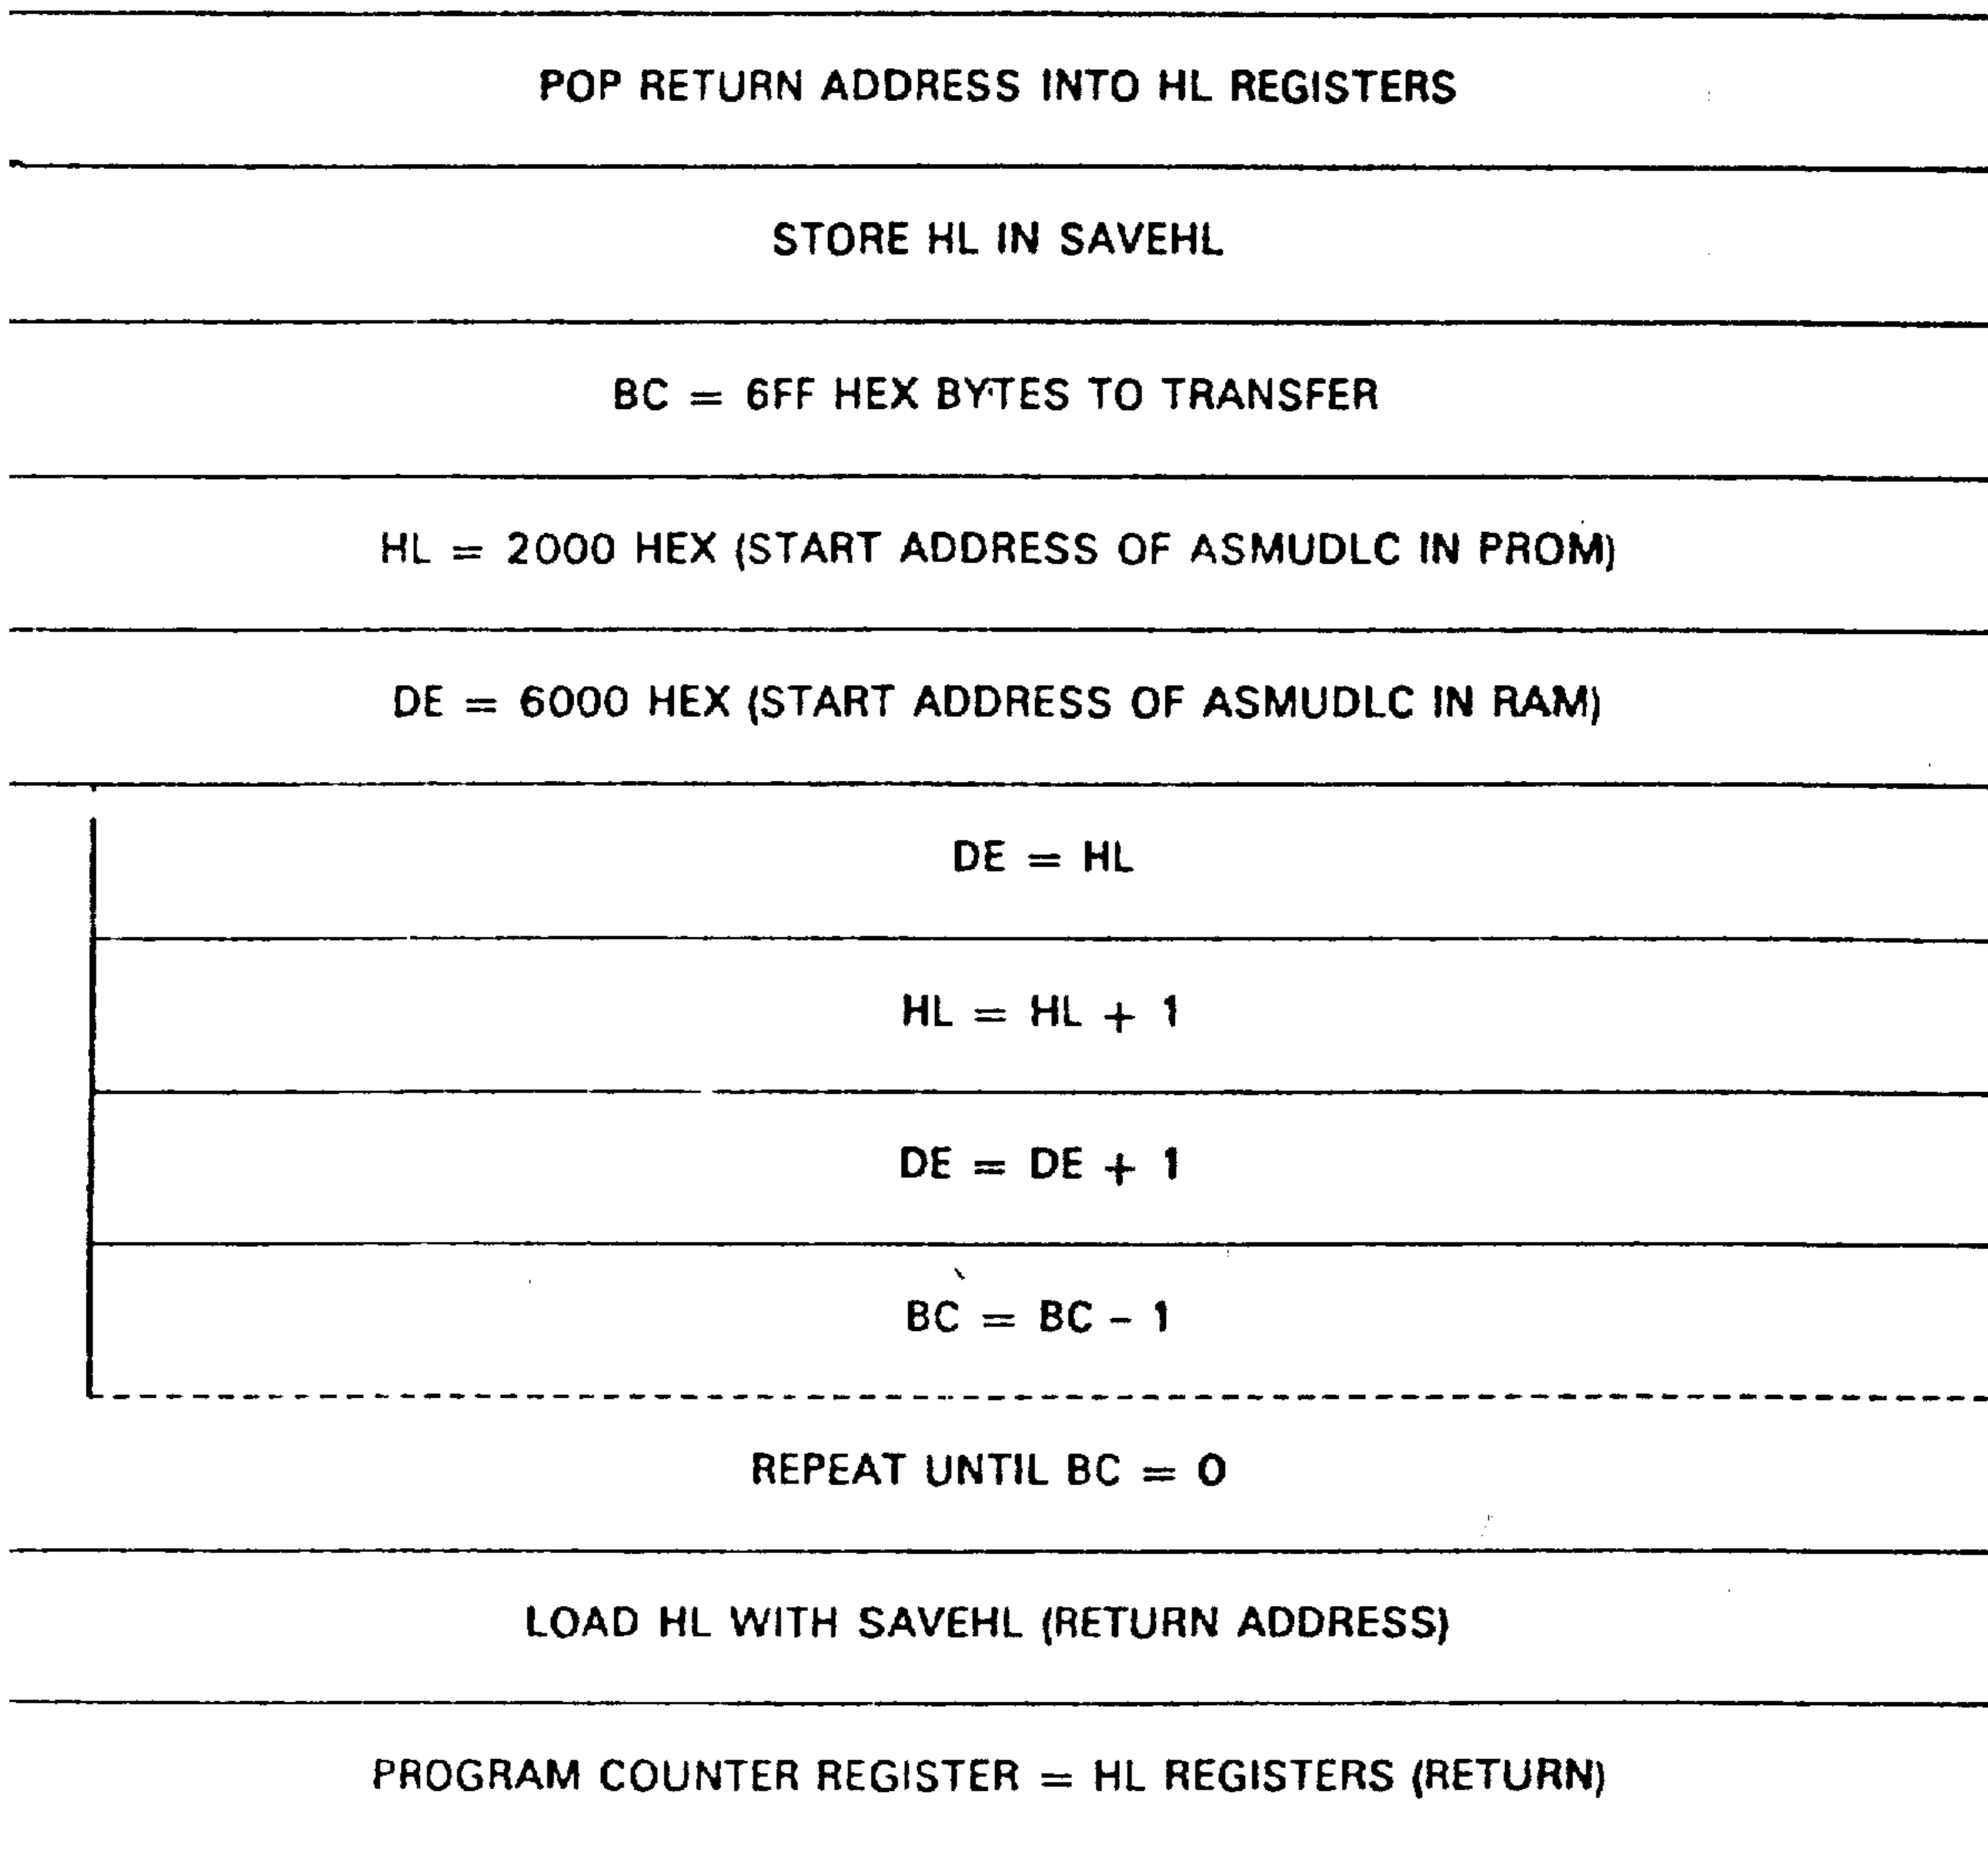 POP RETURN ADDRESS INTO HL REGISTERS
STORE HL IN SAVEHL
BC = 6FF HEX BYTES TO TRANSFER
HL = 2000 HEX (START ADDRESS OF ASMUDLC IN PROM)
DE = 6000 HEX (START ADDRESS OF ASMUDLC IN RAM)
DE = HL
HL = HL + 1
DE = DE + 1
BC = BC - 1
REPEAT UNTIL BC = 0
LOAD HL WITH SAVEHL (RETURN ADDRESS)
PROGRAM COUNTER REGISTER = HL REGISTERS (RETURN)